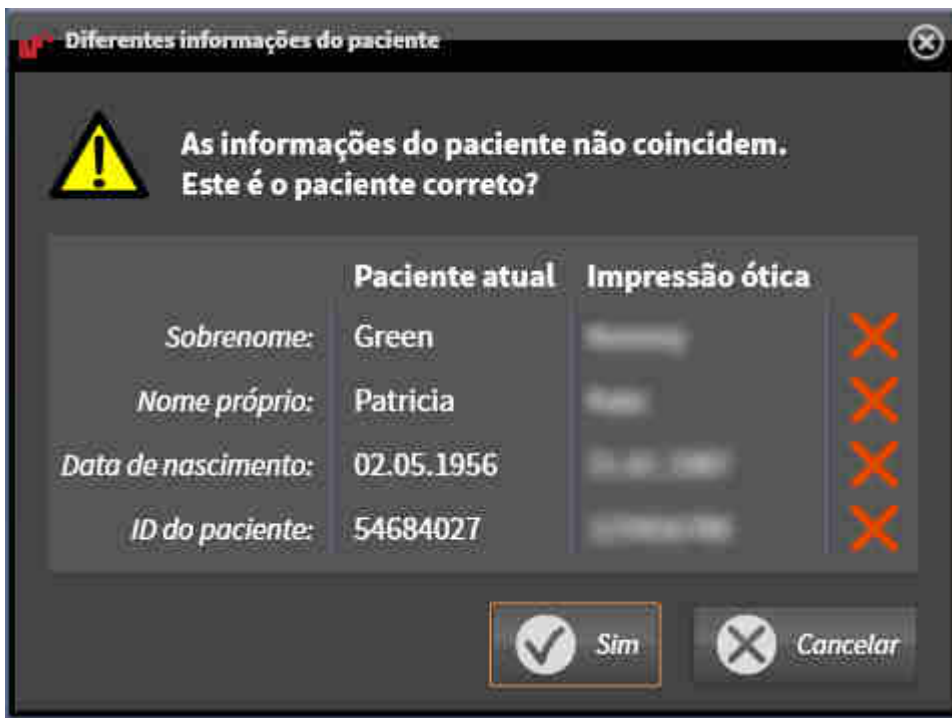 Diferentes informações do paciente
As informações do paciente não coincidem.
Este é o paciente correto?
Paciente atual Impressão ótica
Sobrenome: Green
Nome próprio: Patricia
Data de nascimento: 02.05.1956
ID do paciente: 54684027
Sim Cancelar